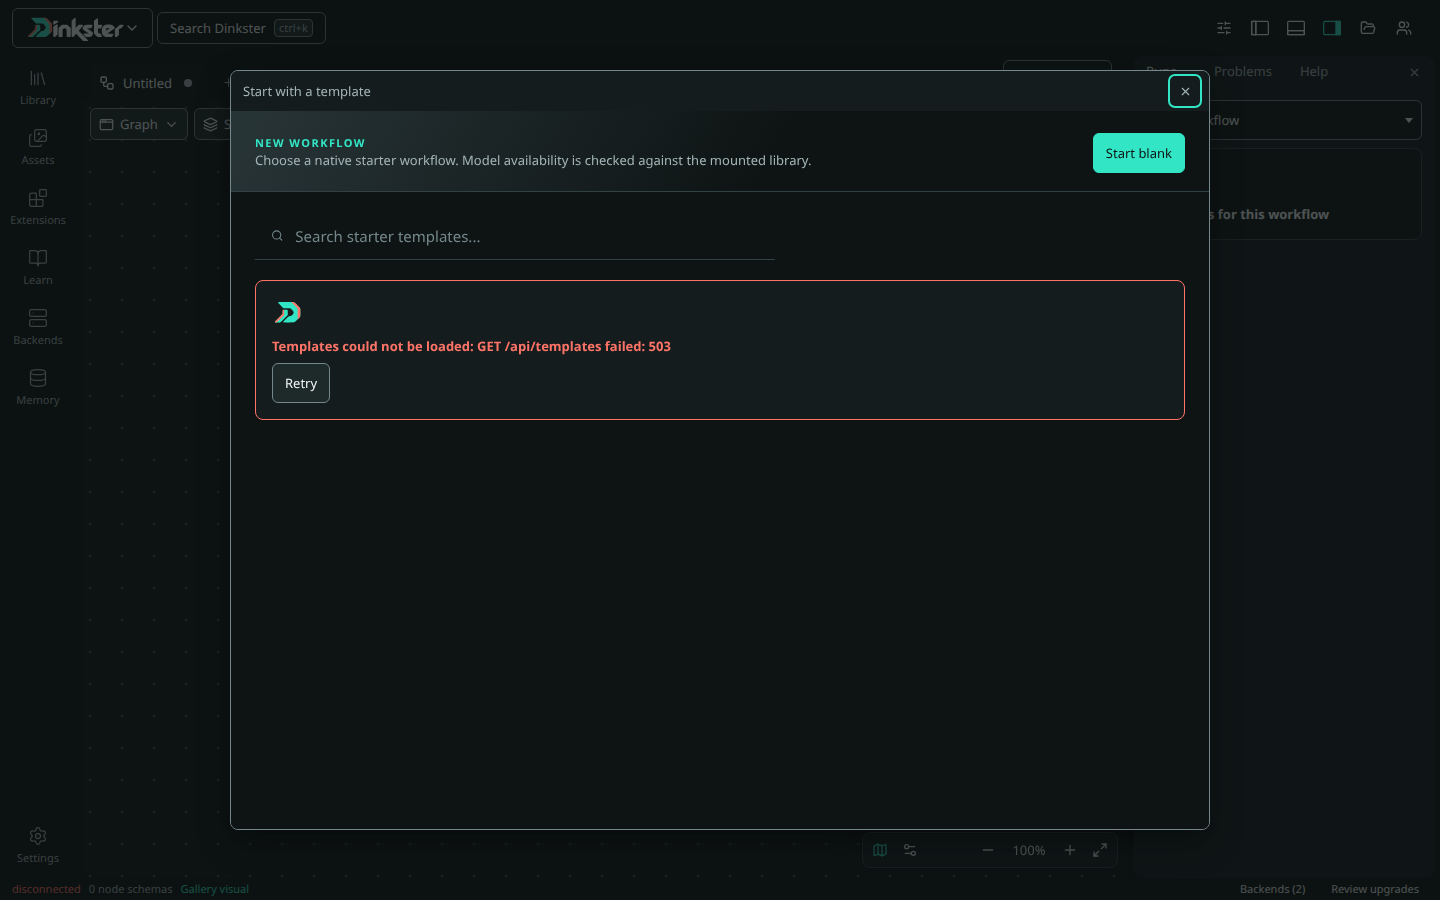 Dinkster
Search Dinkster ctrl+k
Library
Assets
Extensions
Learn
Backends
Memory
Settings
Untitled
Graph
Problems
Help
Start with a template
NEW WORKFLOW
Choose a native starter workflow. Model availability is checked against the mounted library.
Start blank
Search starter templates...
Templates could not be loaded: GET /api/templates failed: 503
Retry
for this workflow
100%
disconnected 0 node schemas Gallery visual
Backends (2) Review upgrades